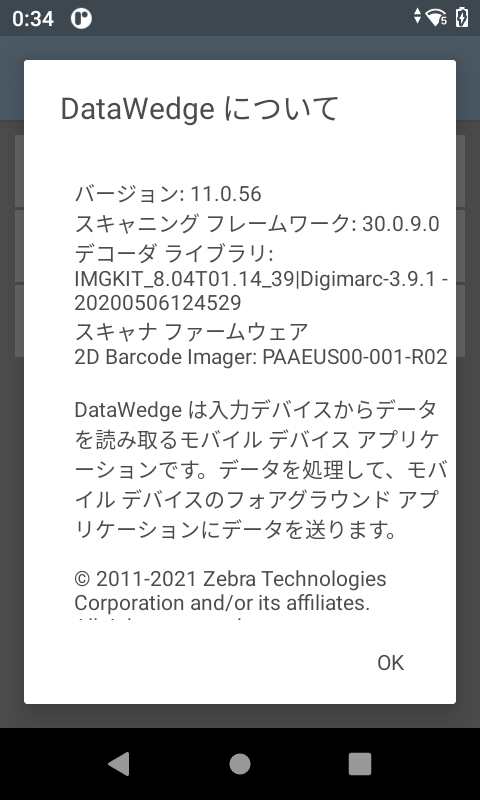 0:34
5
DataWedge について
バージョン: 11.0.56
スキャニング フレームワーク: 30.0.9.0
デコーダ ライブラリ:
IMGKIT_8.04T01.14_39|Digimarc-3.9.1 -
20200506124529
スキャナ ファームウェア
2D Barcode Imager: PAAEUS00-001-R02
DataWedge は入力デバイスからデータ
を読み取るモバイル デバイス アプリケ
ーションです。データを処理して、モバ
イル デバイスのフォアグラウンド アプ
リケーションにデータを送ります。
© 2011-2021 Zebra Technologies
Corporation and/or its affiliates.
OK